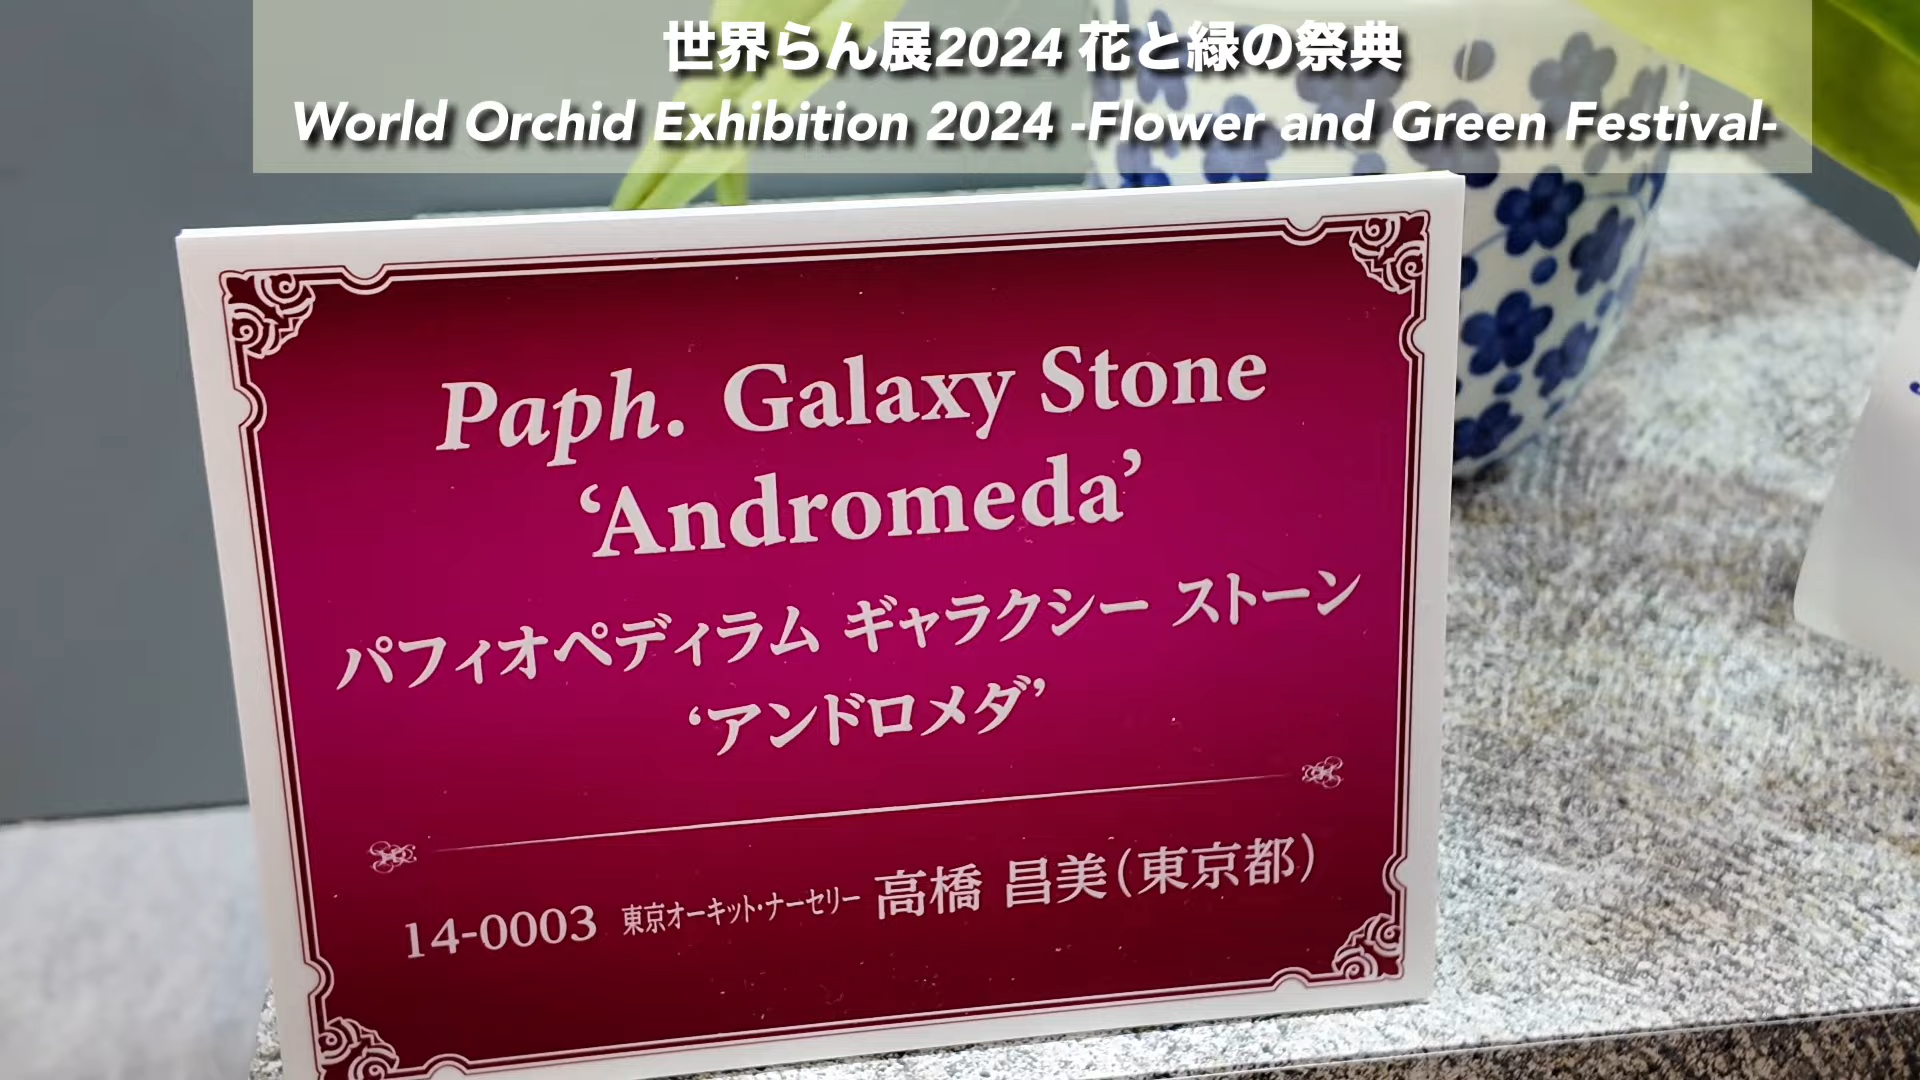 世界らん展2024 花と緑の祭典
World Orchid Exhibition 2024 -Flower and Green Festival-
Paph. Galaxy Stone
‘Andromeda’
パフィオペディラム ギャラクシー ストーン
‘アンドロメダ’
14-0003 東京オーキット・ナーセリー 高橋 昌美（東京都）